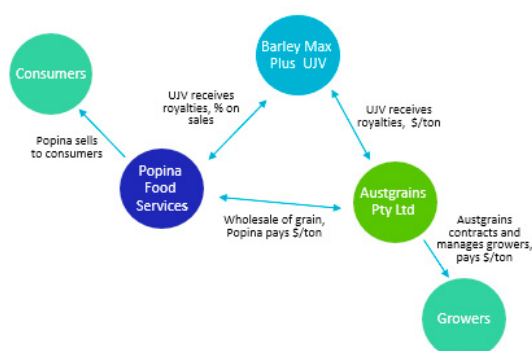 Barley Max
Plus UJV
Consumers
UJV receives
royalties, % on
sales
UJV receives
royalties, $/ton
Popina sells
to consumers
Popina
Food
Services
Austgrains
Pty Ltd
Wholesale of grain,
Popina pays $/ton
Austgrains
contracts and
manages growers,
pays $/ton
Growers